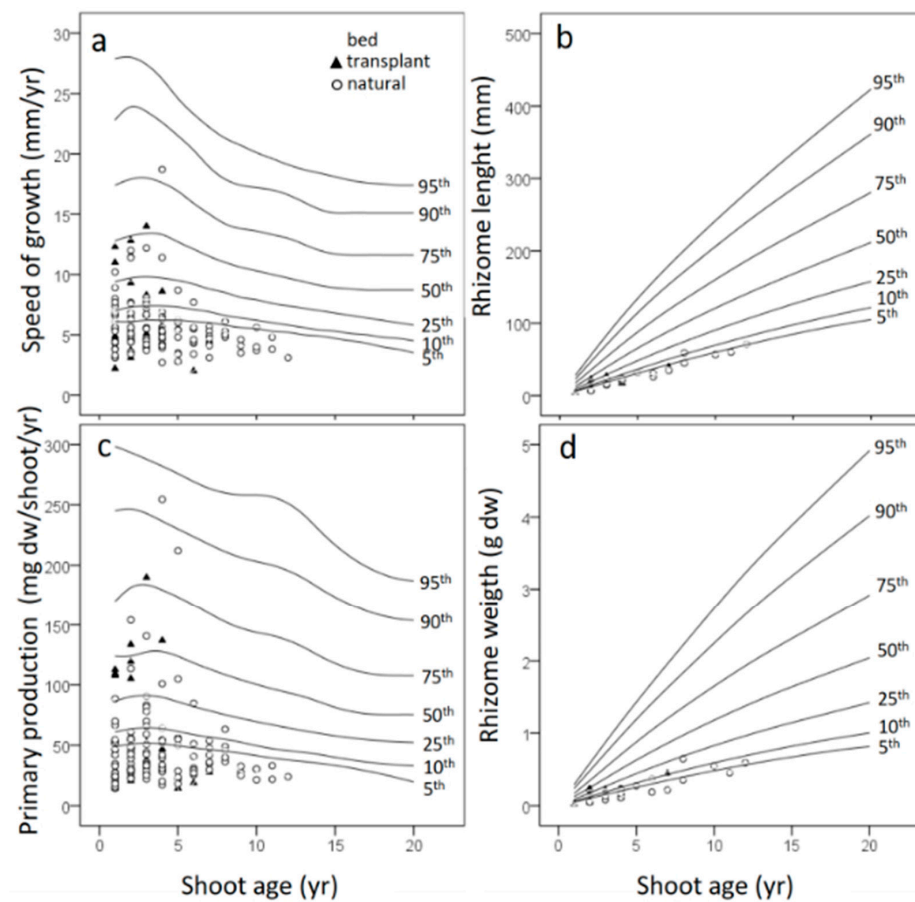 a
bed
▲ transplant
○ natural
Speed of growth (mm/yr)
30
25
20
15
10
5
0
95th
90th
75th
50th
25th
10th
5th
b
Rhizome lenght (mm)
500
400
300
200
100
0
95th
90th
75th
50th
25th
10th
5th
c
Primary production (mg dw/shoot/yr)
300
250
200
150
100
50
0
95th
90th
75th
50th
25th
10th
5th
0 5 10 15 20
Shoot age (yr)
d
Rhizome weigth (g dw)
5
4
3
2
1
0
95th
90th
75th
50th
25th
10th
5th
0 5 10 15 20
Shoot age (yr)